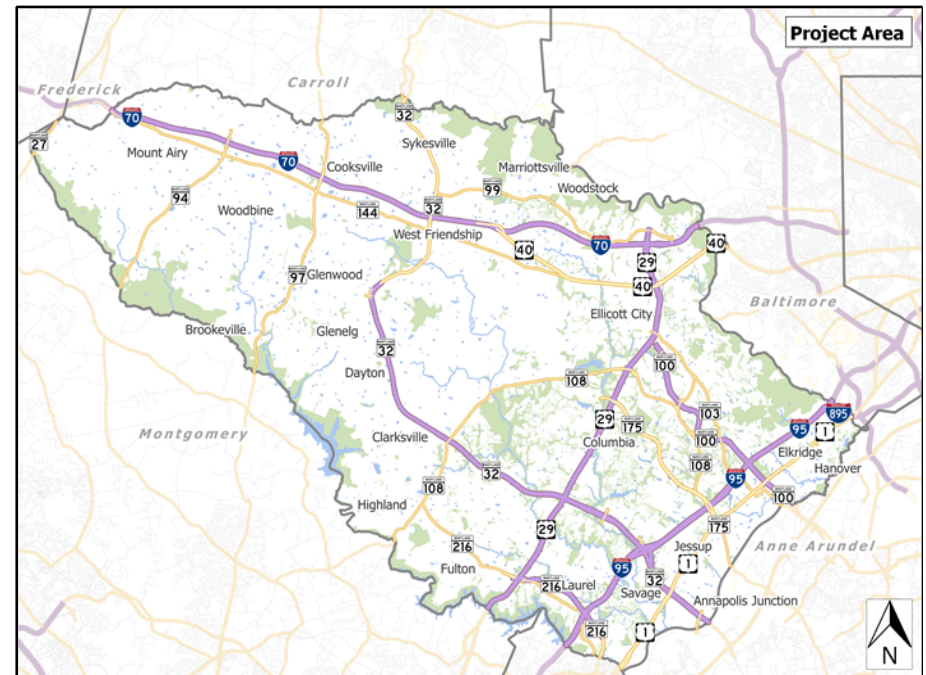 Project Area
Carroll
Frederick
70
32
27
Mount Airy
70
Sykesville
Cooksville
Marriottsville
99
Woodstock
94
Woodbine
144
32
West Friendship
40
70
40
29
97
Glenwood
40
Baltimore
Ellicott City
Brookeville
Glenelg
32
Dayton
100
108
895
103
29
175
95
1
Montgomery
Clarksville
Columbia
100
Elkridge
Hanover
32
108
95
108
100
Highland
29
175
216
Jessup
Anne Arundel
Fulton
95
1
216
Laurel
32
Savage
Annapolis Junction
216
1
N